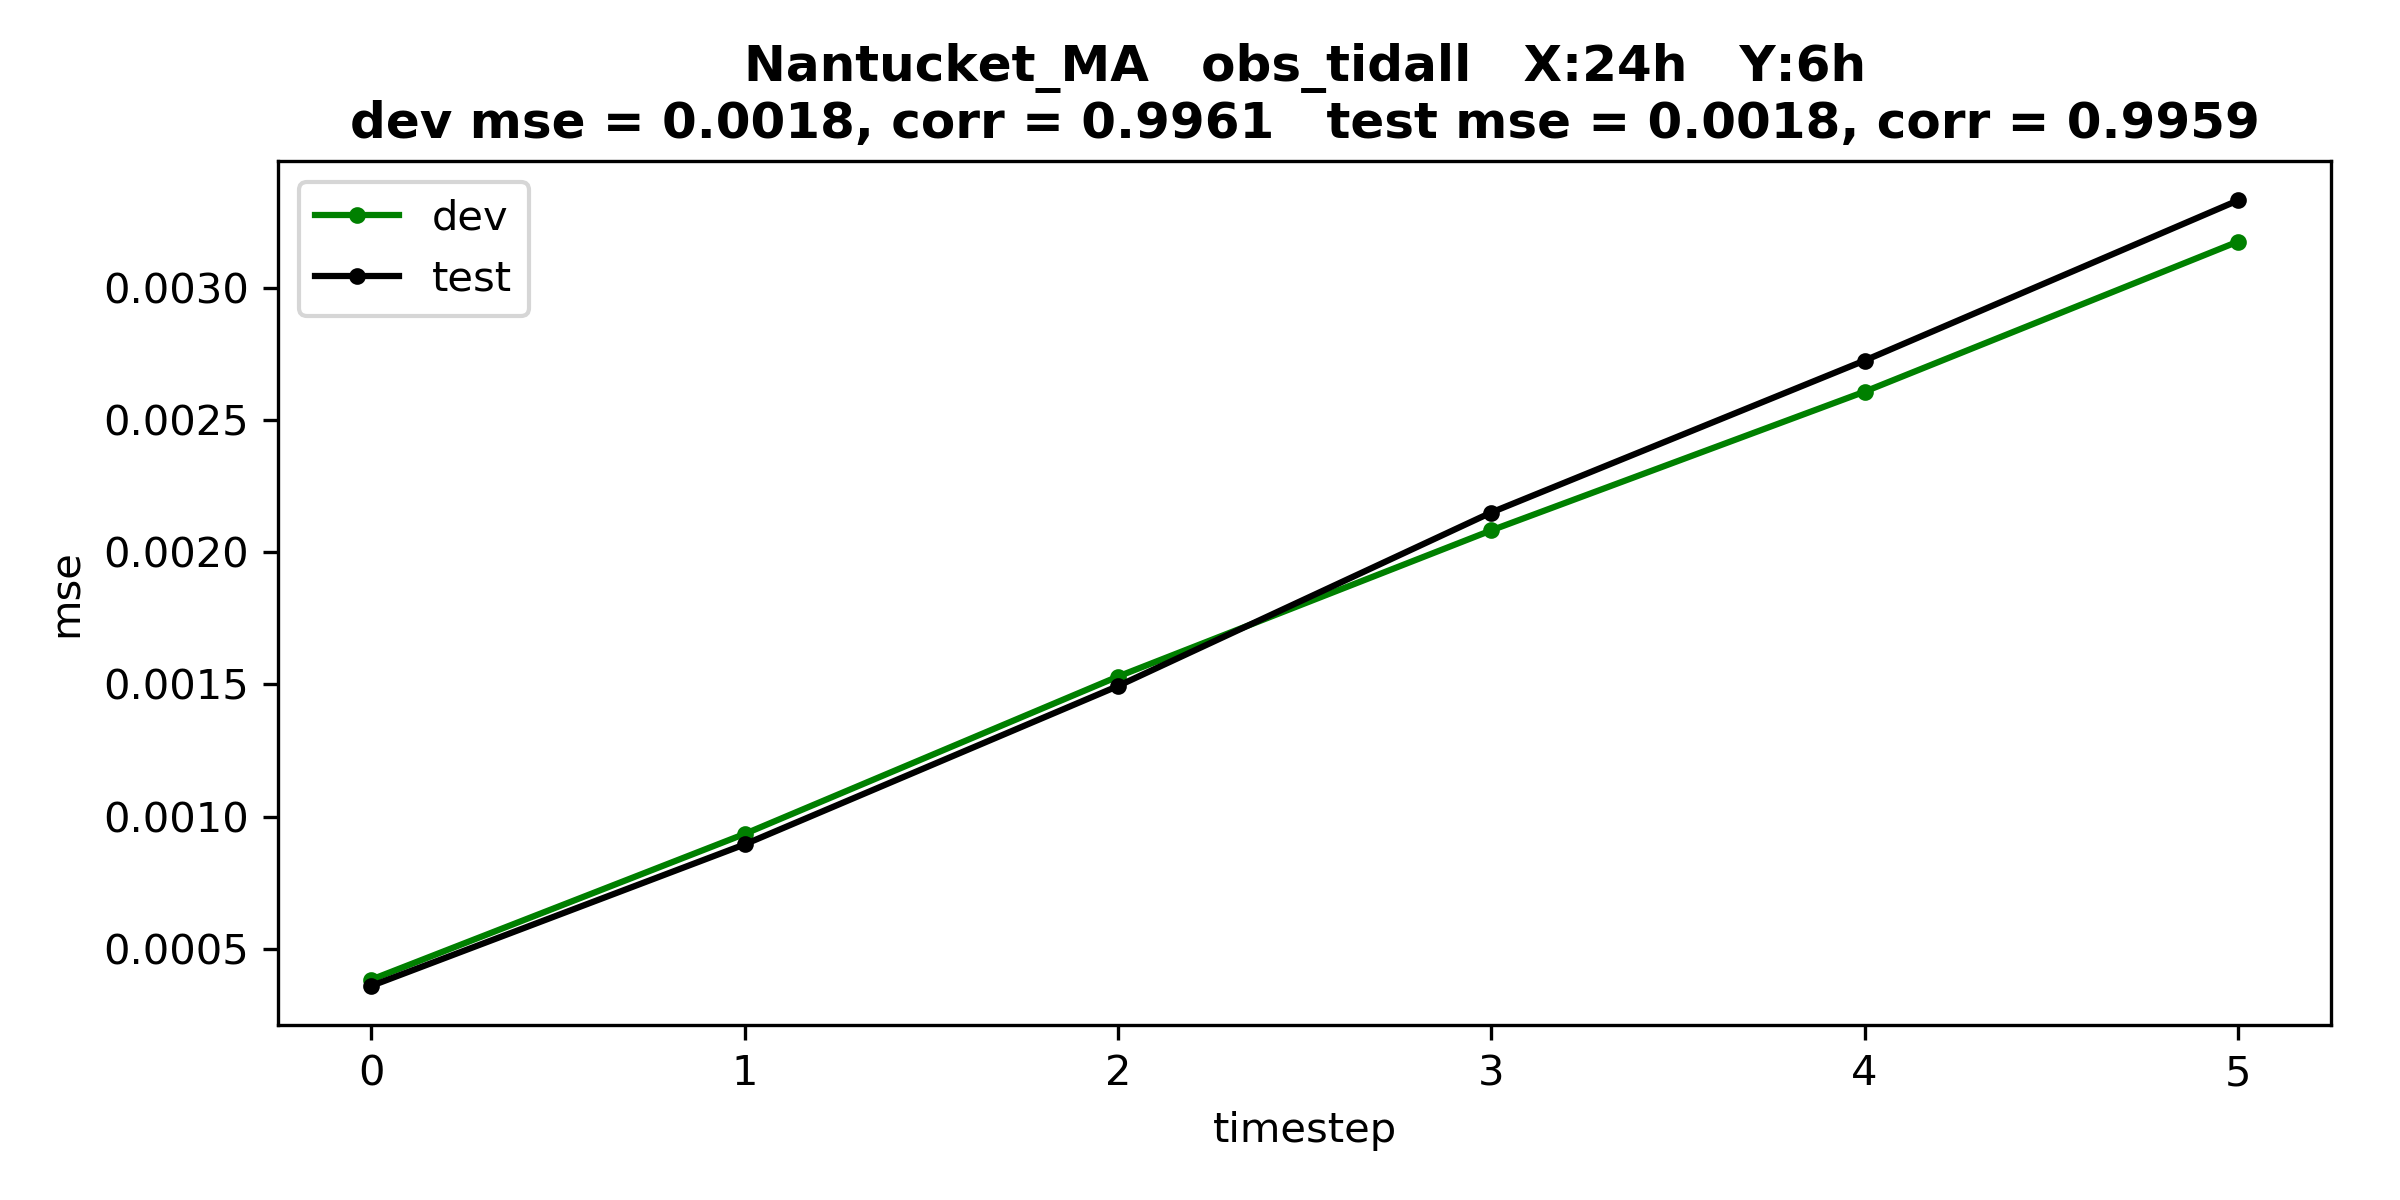 Nantucket_MA   obs_tidall   X:24h   Y:6h
dev mse = 0.0018, corr = 0.9961   test mse = 0.0018, corr = 0.9959
dev
test
0.0030
0.0025
0.0020
0.0015
0.0010
0.0005
mse
0 1 2 3 4 5
timestep